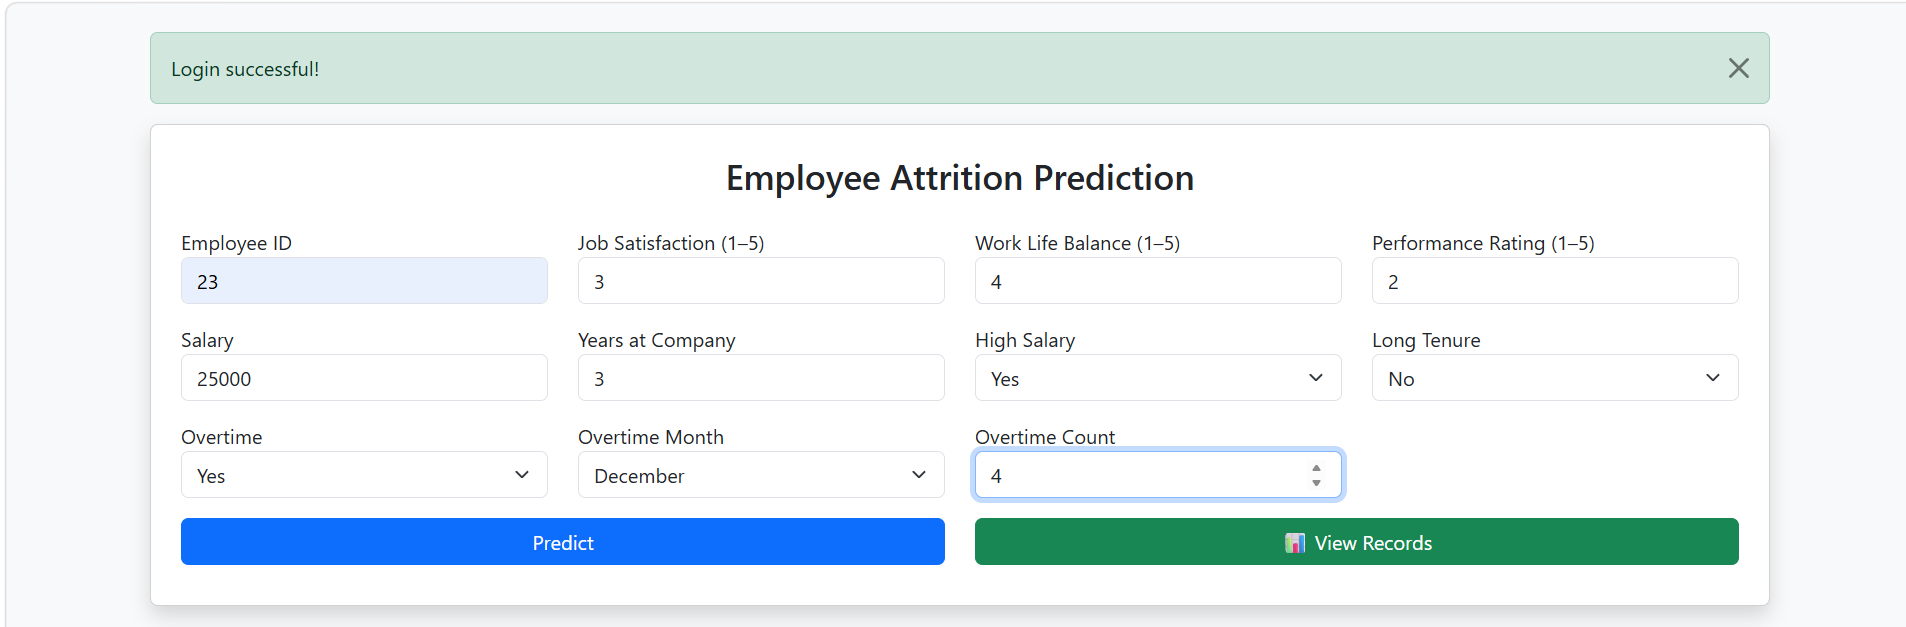 Login successful!
Employee Attrition Prediction
Employee ID
Job Satisfaction (1–5)
Work Life Balance (1–5)
Performance Rating (1–5)
23
3
4
2
Salary
Years at Company
High Salary
Long Tenure
25000
3
Yes
No
Overtime
Overtime Month
Overtime Count
Yes
December
4
Predict
View Records